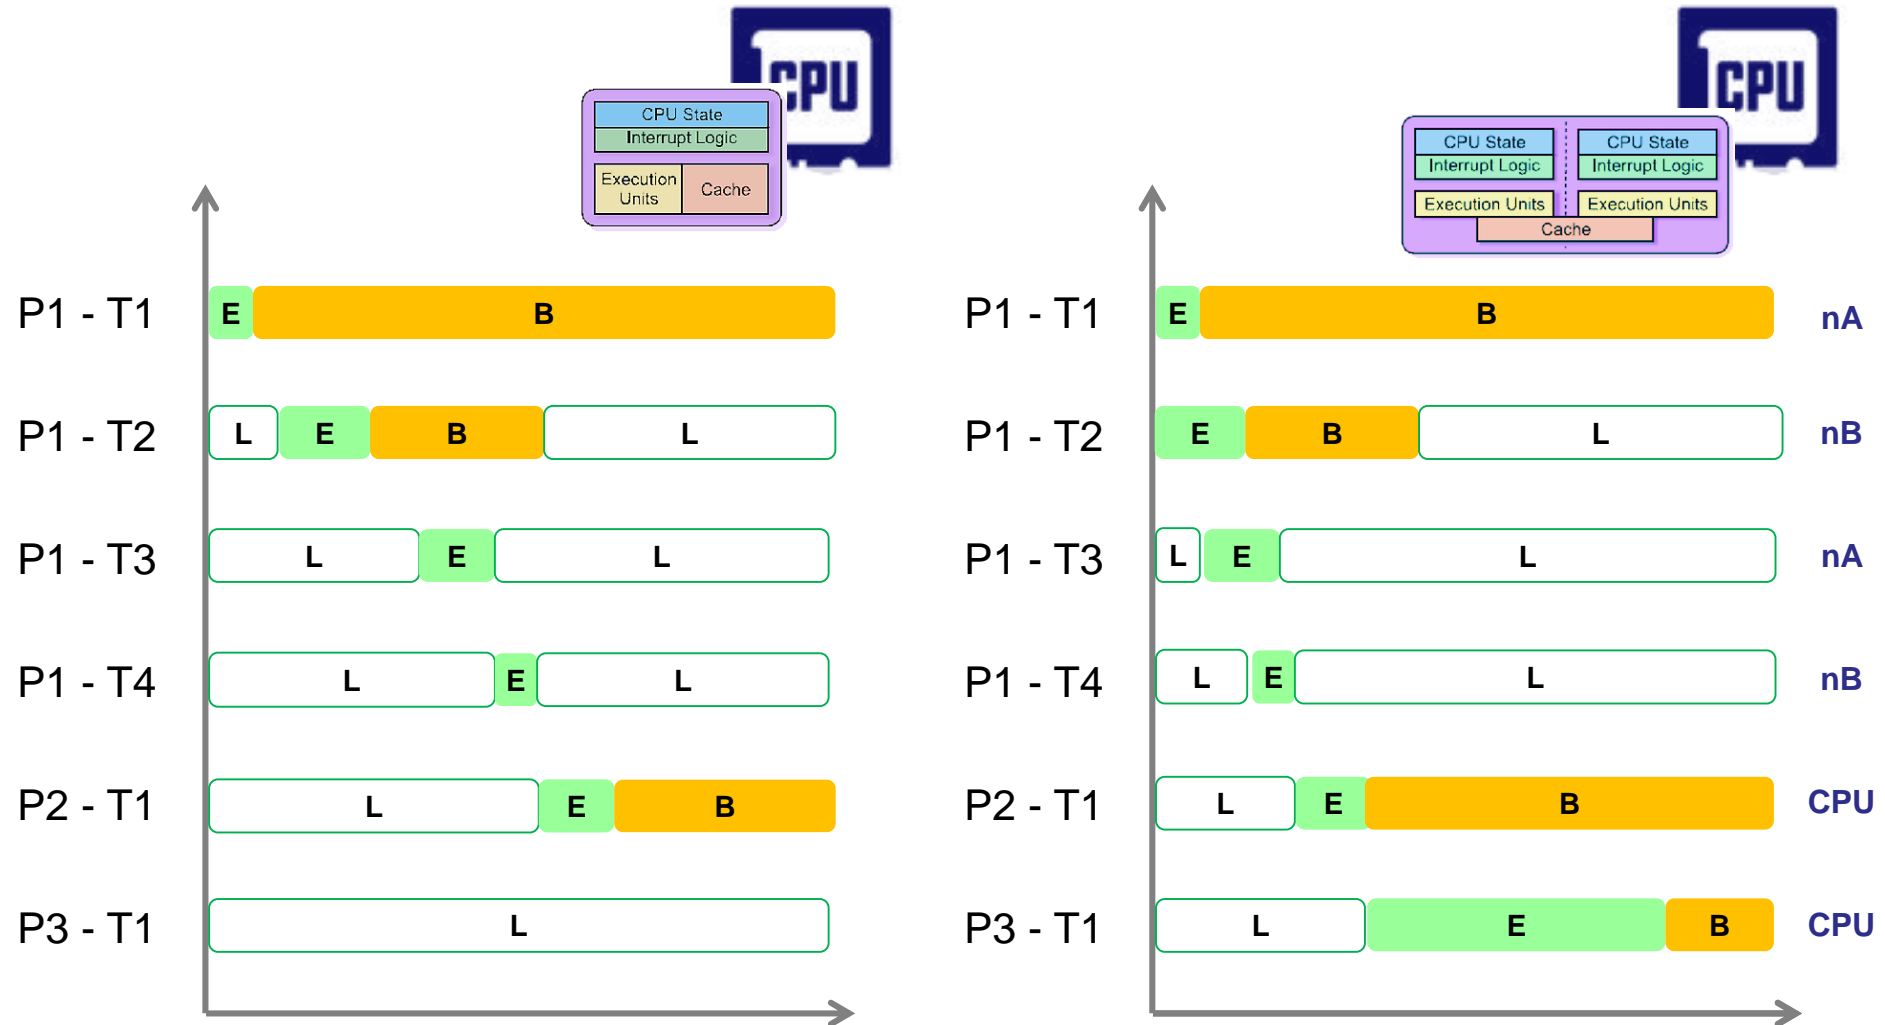 CPU
CPU State
Interrupt Logic
Execution
Units
Cache
P1 - T1
E
B
P1 - T2
L
E
B
L
P1 - T3
L
E
L
P1 - T4
L
E
L
P2 - T1
L
E
B
P3 - T1
L
CPU
CPU State
CPU State
Interrupt Logic
Interrupt Logic
Execution Units
Execution Units
Cache
P1 - T1
E
B
nA
P1 - T2
E
B
L
nB
P1 - T3
L
E
L
nA
P1 - T4
L
E
L
nB
P2 - T1
L
E
B
CPU
P3 - T1
L
E
B
CPU